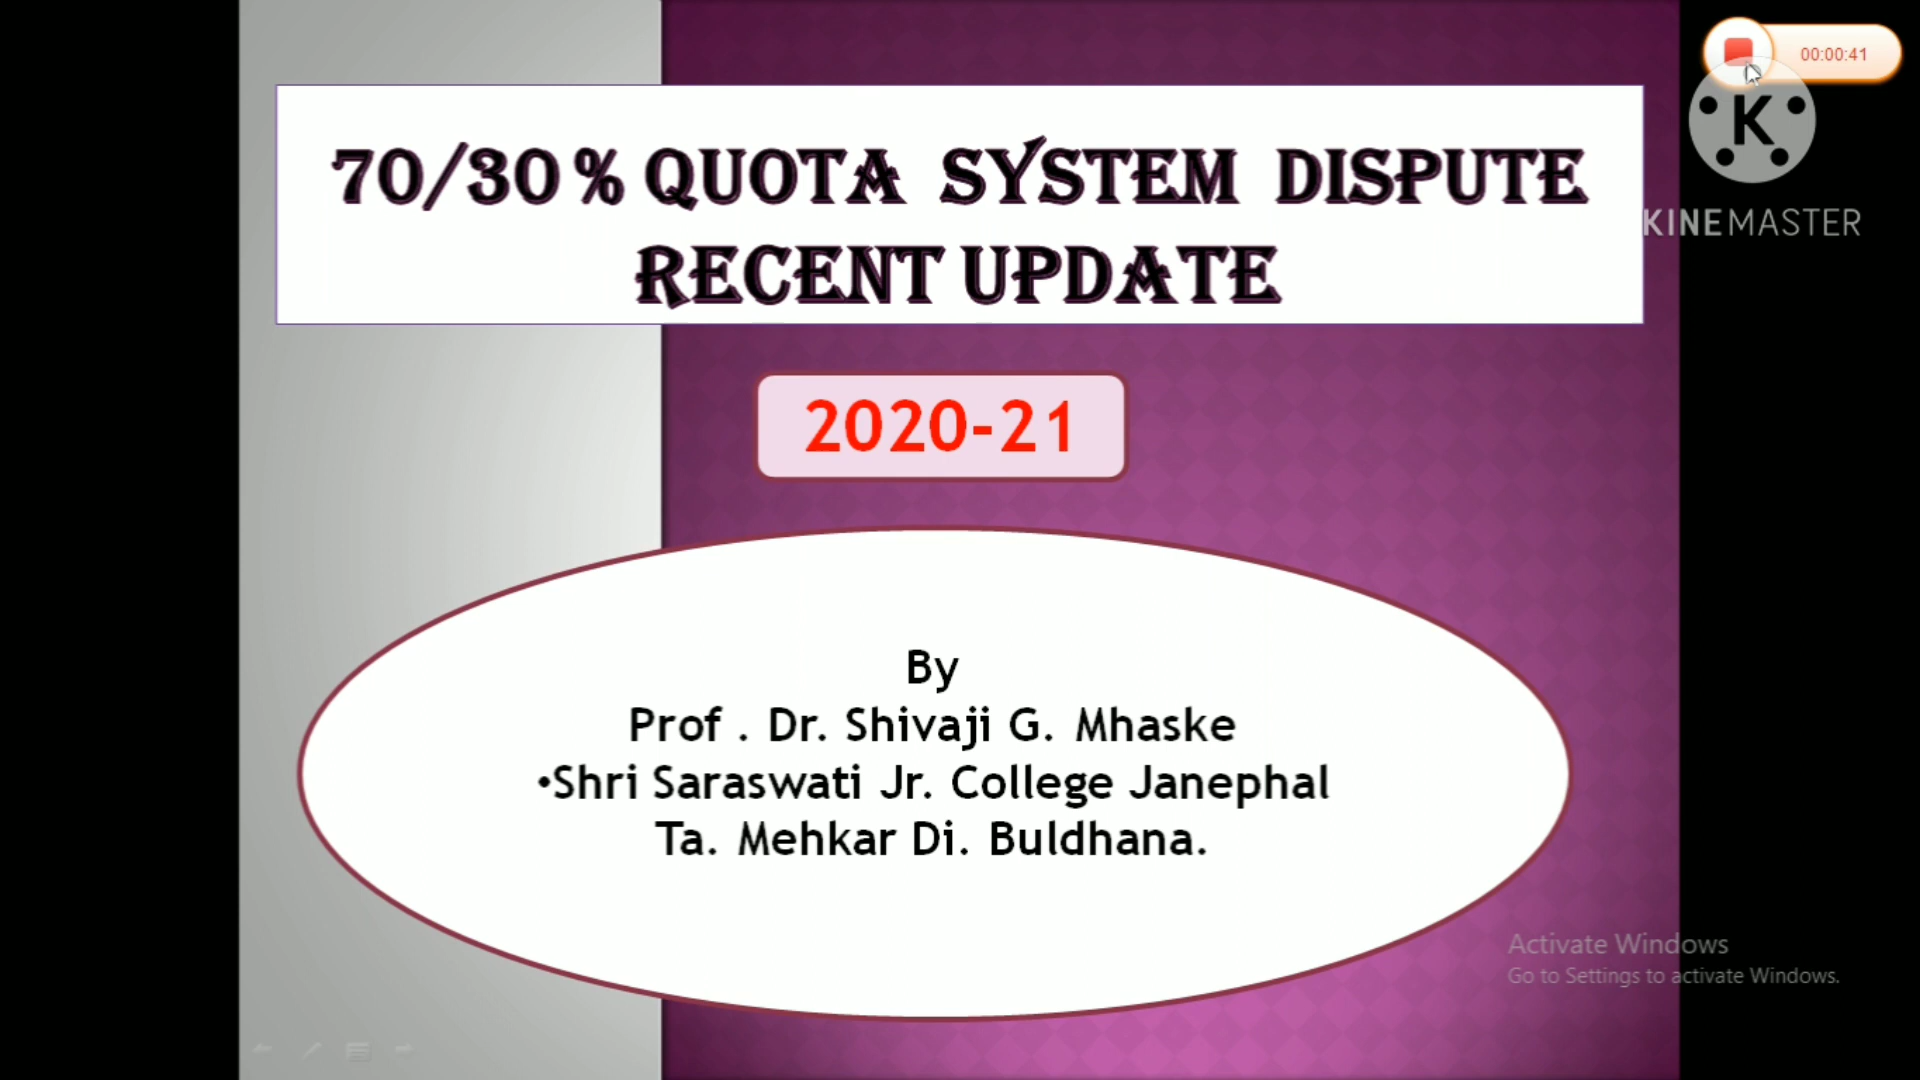 00:00:41
K
KINEMASTER
70/30 % QUOTA SYSTEM DISPUTE
RECENT UPDATE
2020-21
By
Prof . Dr. Shivaji G. Mhaske
•Shri Saraswati Jr. College Janephal
Ta. Mehkar Di. Buldhana.
Activate Windows
Go to Settings to activate Windows.